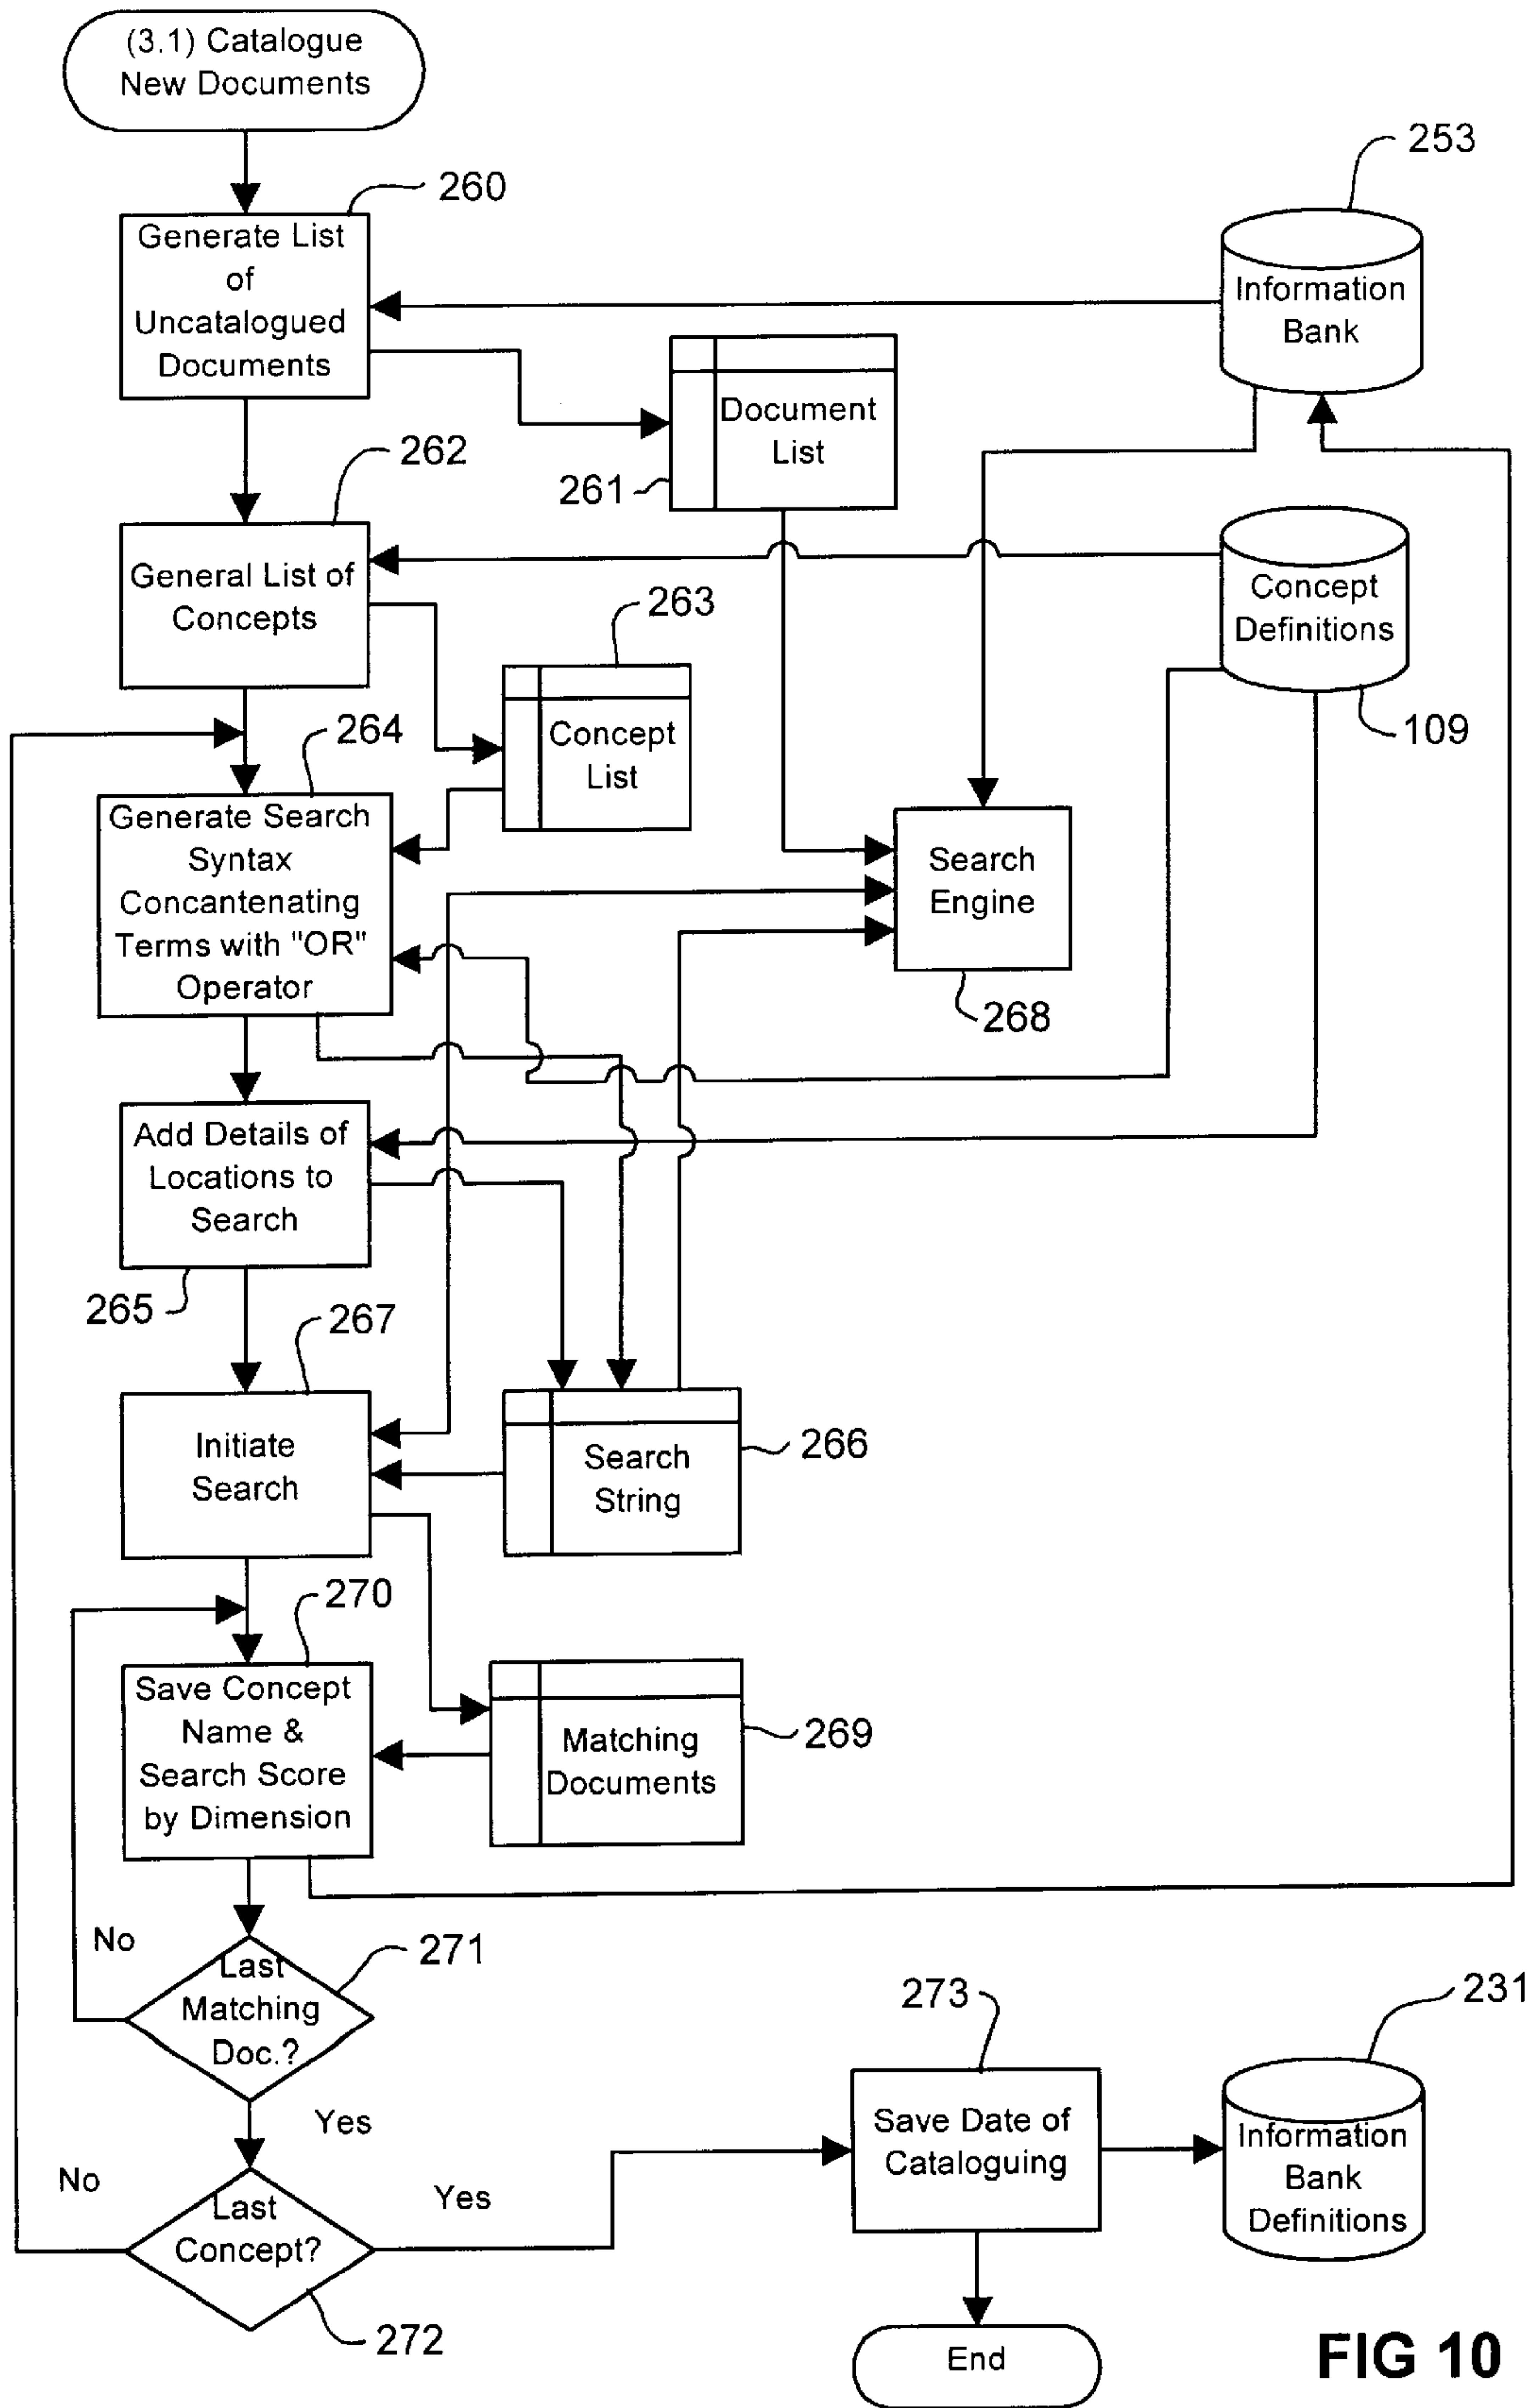 (3.1) Catalogue
New Documents
253
260
Generate List
of
Uncatalogued
Documents
Information
Bank
Document
List
261
262
General List of
Concepts
Concept
Definitions
109
263
Concept
List
264
Generate Search
Syntax
Concantenating
Terms with "OR"
Operator
Search
Engine
268
Add Details of
Locations to
Search
265
267
Initiate
Search
Search
String
266
270
Save Concept
Name &
Search Score
by Dimension
Matching
Documents
269
No
271
Last
Matching
Doc.?
Yes
273
231
Save Date of
Cataloguing
Information
Bank
Definitions
No
Last
Concept?
Yes
272
End
FIG 10